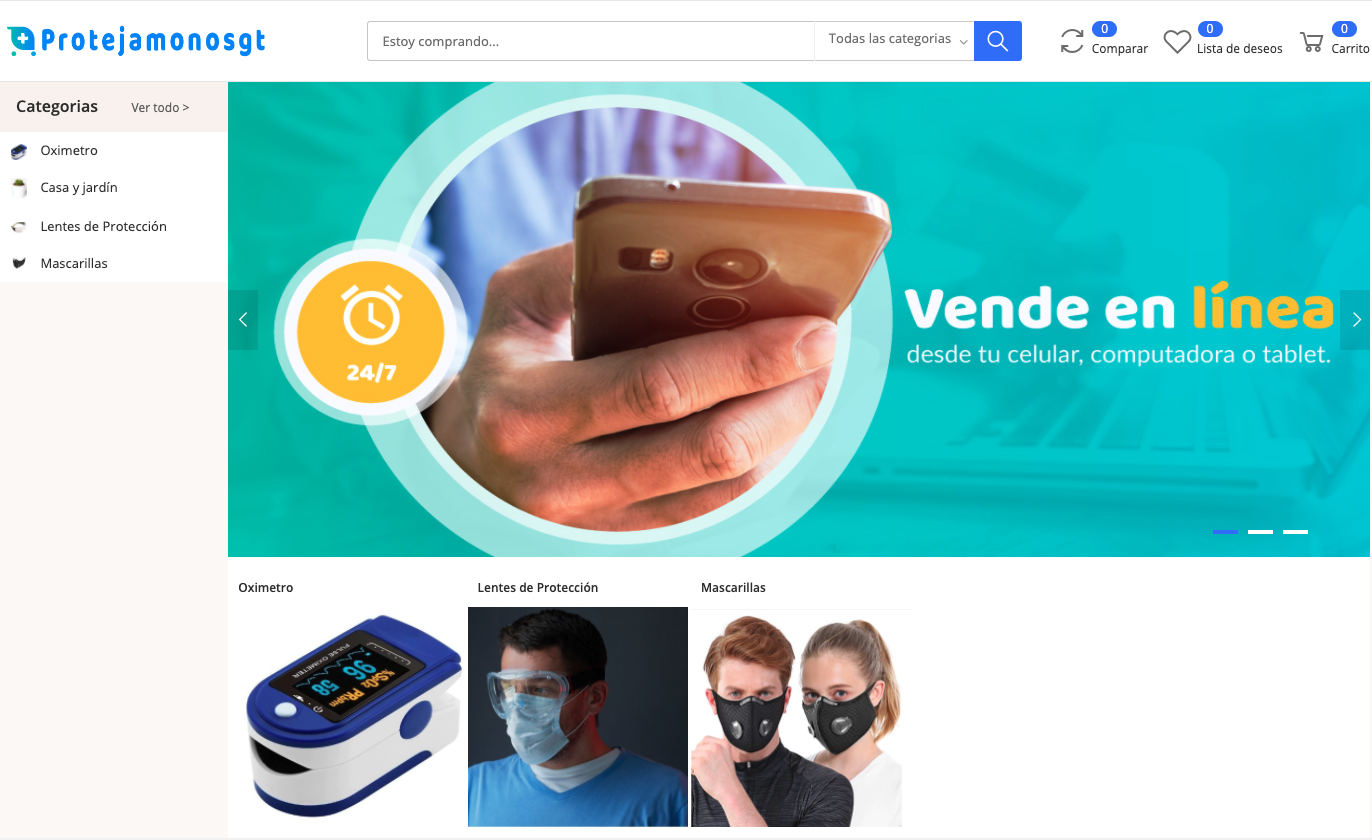 Protejamonosgt
Estoy comprando...
Todas las categorias
0
Comparar
0
Lista de deseos
0
Carrito
Categorias
Ver todo >
Oximetro
Casa y jardín
Lentes de Protección
Mascarillas
24/7
Vende en línea
desde tu celular, computadora o tablet.
Oximetro
Lentes de Protección
Mascarillas
PULSE OXIMETER
96
58
%SpO2
PRbpm